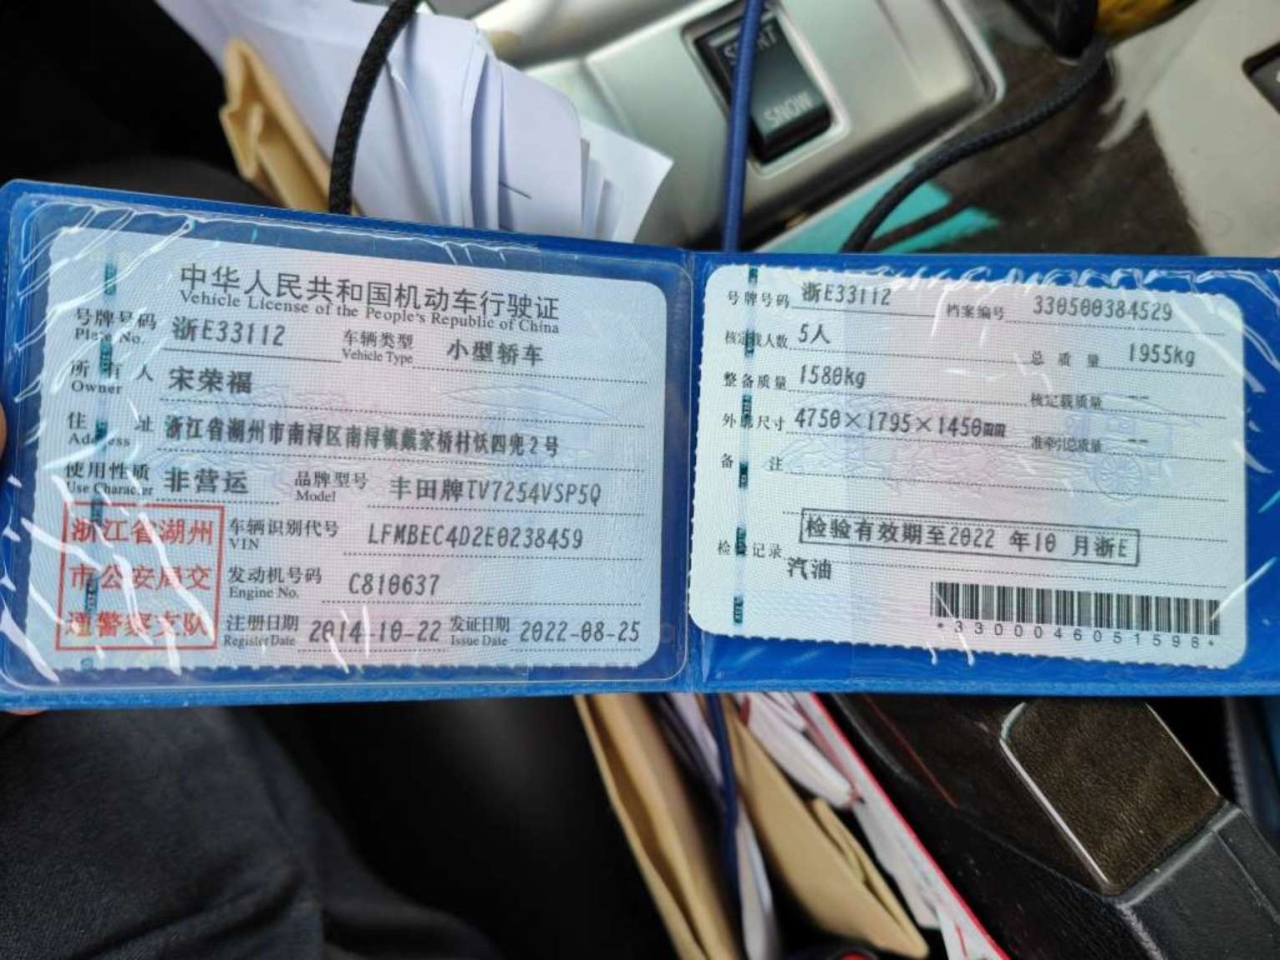 START
SNOW
中华人民共和国机动车行驶证
Vehicle License of the People's Republic of China
号牌号码 浙E33112 车辆类型 小型轿车
Plate No. Vehicle Type
所有人 宋荣福
Owner
住址 浙江省湖州市南浔区南浔镇戴家桥村饫四兜2号
Address
使用性质 非营运 品牌型号 丰田牌TV7254VSP5Q
Use Character Model
浙江省湖州
市公安局交
通警察支队
车辆识别代号 LFMBEC4D2E0238459
VIN
发动机号码 C810637
Engine No.
注册日期 2014-10-22 发证日期 2022-08-25
Register Date Issue Date
号牌号码 浙E33112 档案编号 330500384529
核定载人数 5人 总质量 1955kg
整备质量 1580kg 核定载质量 --
外廓尺寸 4750×1795×1450mm 准牵引总质量 --
备注
检验有效期至2022 年10 月浙E
检验记录
汽油
*3300046051598*